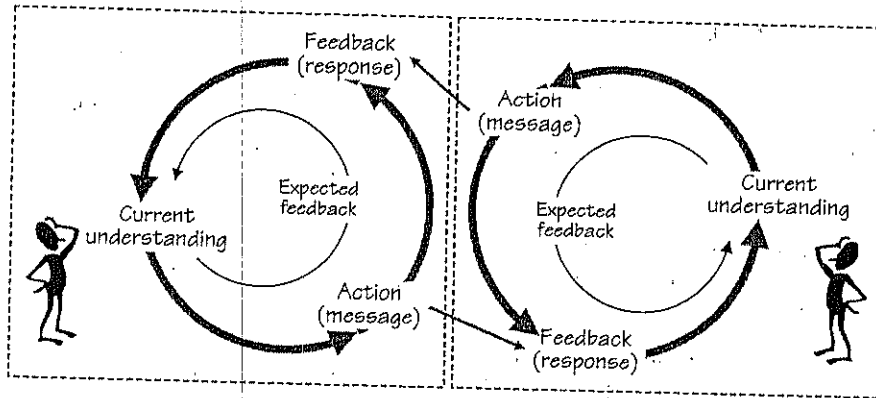 Feedback
(response)
Expected
feedback
Current
understanding
Action
(message)
Action
(message)
Expected
feedback
Current
understanding
Feedback
(response)